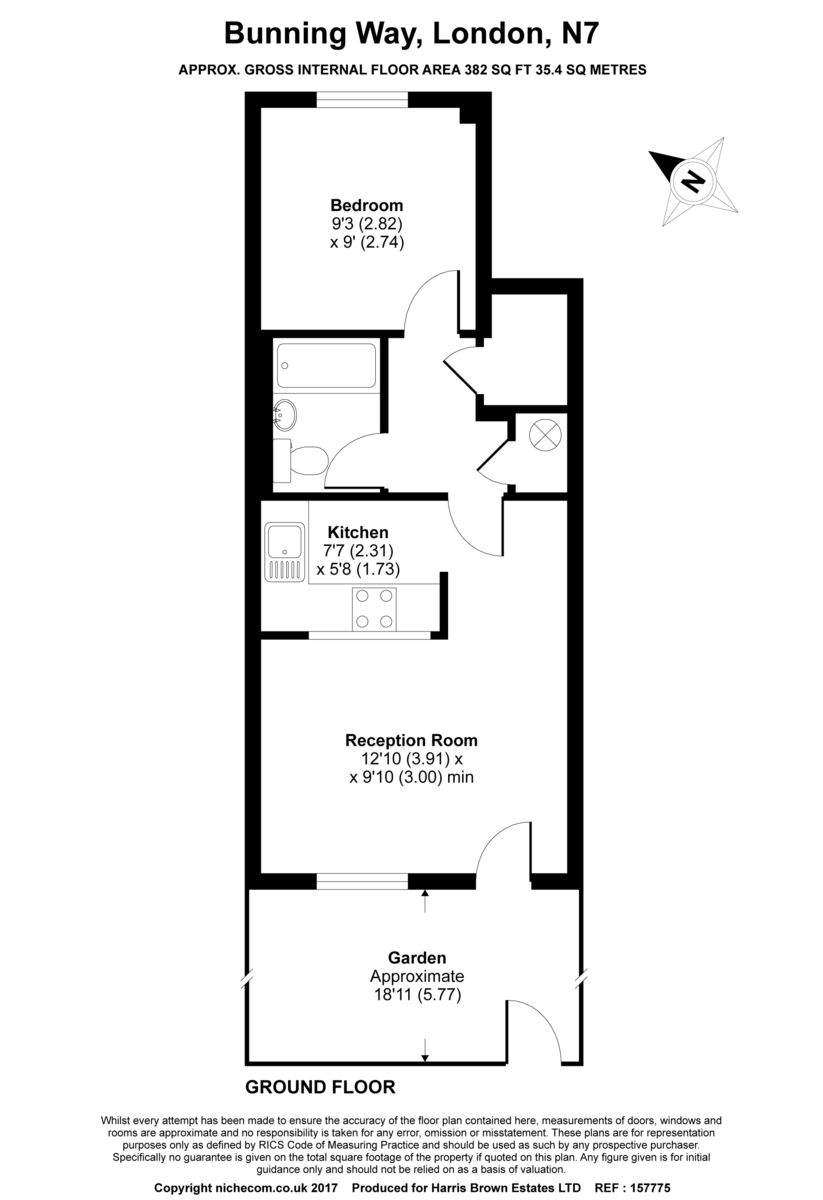 Bunning Way, London, N7
APPROX. GROSS INTERNAL FLOOR AREA 382 SQ FT 35.4 SQ METRES
N
Bedroom
9'3 (2.82)
x 9' (2.74)
Kitchen
7'7 (2.31)
x 5'8 (1.73)
Reception Room
12'10 (3.91) x
x 9'10 (3.00) min
Garden
Approximate
18'11 (5.77)
GROUND FLOOR
Whilst every attempt has been made to ensure the accuracy of the floor plan contained here, measurements of doors, windows and
rooms are approximate and no responsibility is taken for any error, omission or misstatement. These plans are for representation
purposes only as defined by RICS Code of Measuring Practice and should be used as such by any prospective purchaser.
Specifically no guarantee is given on the total square footage of the property if quoted on this plan. Any figure given is for initial
guidance only and should not be relied on as a basis of valuation.
Copyright nichecom.co.uk 2017 Produced for Harris Brown Estates LTD REF : 157775